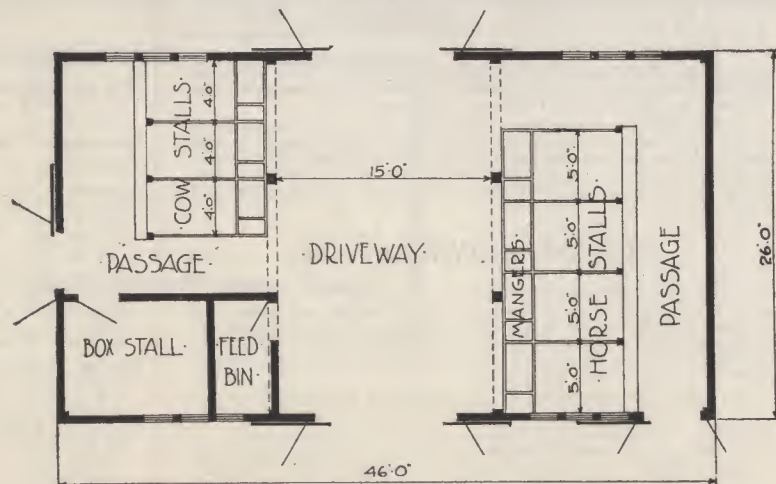 COW STALLS·
4'.0"
4'.0"
4'.0"
·PASSAGE·
BOX STALL·
FEED
BIN·
15'·0"
·DRIVEWAY·
MANGERS·
5'.0"
5'.0"
5'.0"
5'.0"
·HORSE STALLS·
PASSAGE
26'.0"
46'·0"